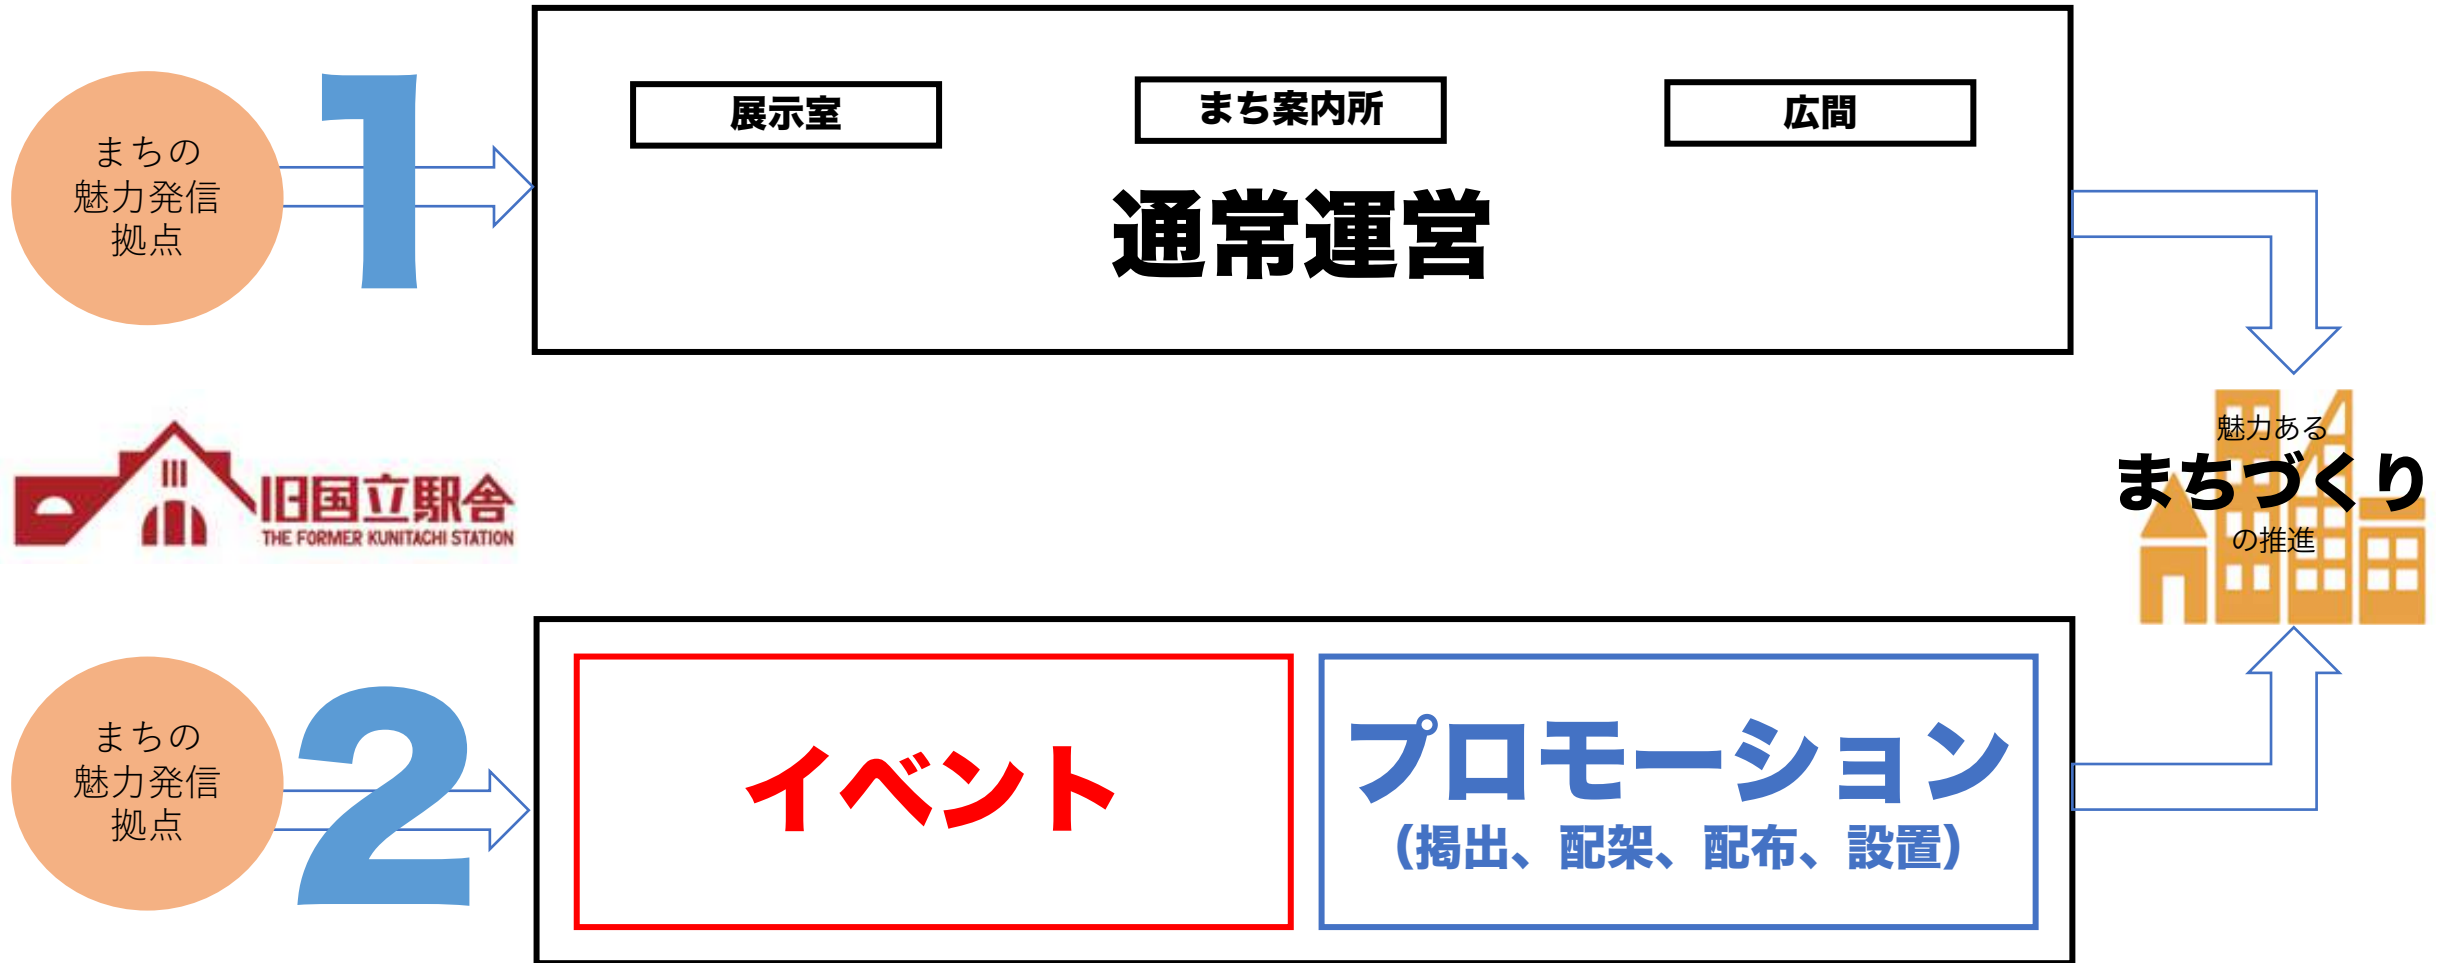 まちの
魅力発信
拠点
1
展示室
まち案内所
広間
通常運営
旧国立駅舎
THE FORMER KUNITACHI STATION
魅力ある
まちづくり
の推進
まちの
魅力発信
拠点
2
イベント
プロモーション
（掲出、配架、配布、設置）